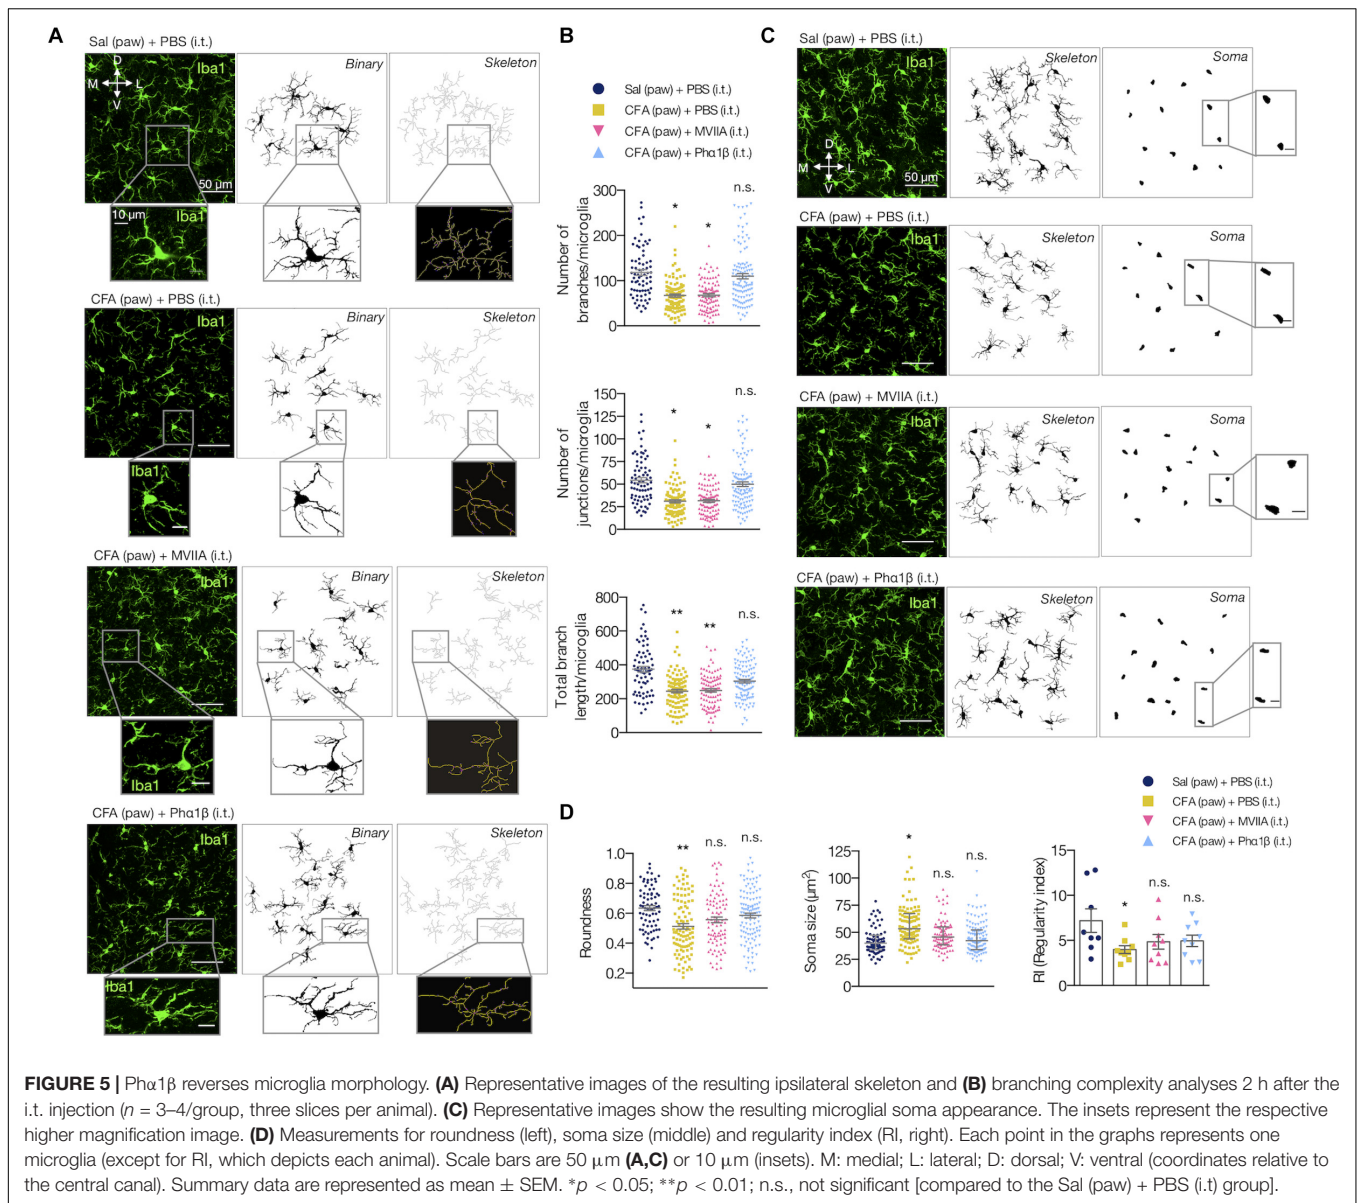 A
Sal (paw) + PBS (i.t.)
Iba1
D
M L
V
50 μm
Binary
Skeleton
10 μm
Iba1
CFA (paw) + PBS (i.t.)
Iba1
Binary
Skeleton
Iba1
CFA (paw) + MVIIA (i.t.)
Iba1
Binary
Skeleton
Iba1
CFA (paw) + Phα1β (i.t.)
Iba1
Binary
Skeleton
Iba1
B
Sal (paw) + PBS (i.t.)
CFA (paw) + PBS (i.t.)
CFA (paw) + MVIIA (i.t.)
CFA (paw) + Phα1β (i.t.)
Number of
branches/microglia
300
200
100
0
* * n.s.
Number of
junctions/microglia
150
125
100
75
50
25
0
* * n.s.
Total branch
length/microglia
800
600
400
200
0
** ** n.s.
C
Sal (paw) + PBS (i.t.)
Iba1
D
M L
V
50 μm
Skeleton
Soma
CFA (paw) + PBS (i.t.)
Iba1
Skeleton
Soma
CFA (paw) + MVIIA (i.t.)
Iba1
Skeleton
Soma
CFA (paw) + Phα1β (i.t.)
Iba1
Skeleton
Soma
D
Roundness
1.0
0.8
0.6
0.4
0.2
** n.s. n.s.
Soma size (μm²)
125
100
75
50
25
0
* n.s. n.s.
Sal (paw) + PBS (i.t.)
CFA (paw) + PBS (i.t.)
CFA (paw) + MVIIA (i.t.)
CFA (paw) + Phα1β (i.t.)
RI (Regularity index)
15
10
5
0
* n.s. n.s.
FIGURE 5 | Phα1β reverses microglia morphology. (A) Representative images of the resulting ipsilateral skeleton and (B) branching complexity analyses 2 h after the
i.t. injection (n = 3–4/group, three slices per animal). (C) Representative images show the resulting microglial soma appearance. The insets represent the respective
higher magnification image. (D) Measurements for roundness (left), soma size (middle) and regularity index (RI, right). Each point in the graphs represents one
microglia (except for RI, which depicts each animal). Scale bars are 50 μm (A,C) or 10 μm (insets). M: medial; L: lateral; D: dorsal; V: ventral (coordinates relative to
the central canal). Summary data are represented as mean ± SEM. *p < 0.05; **p < 0.01; n.s., not significant [compared to the Sal (paw) + PBS (i.t) group].